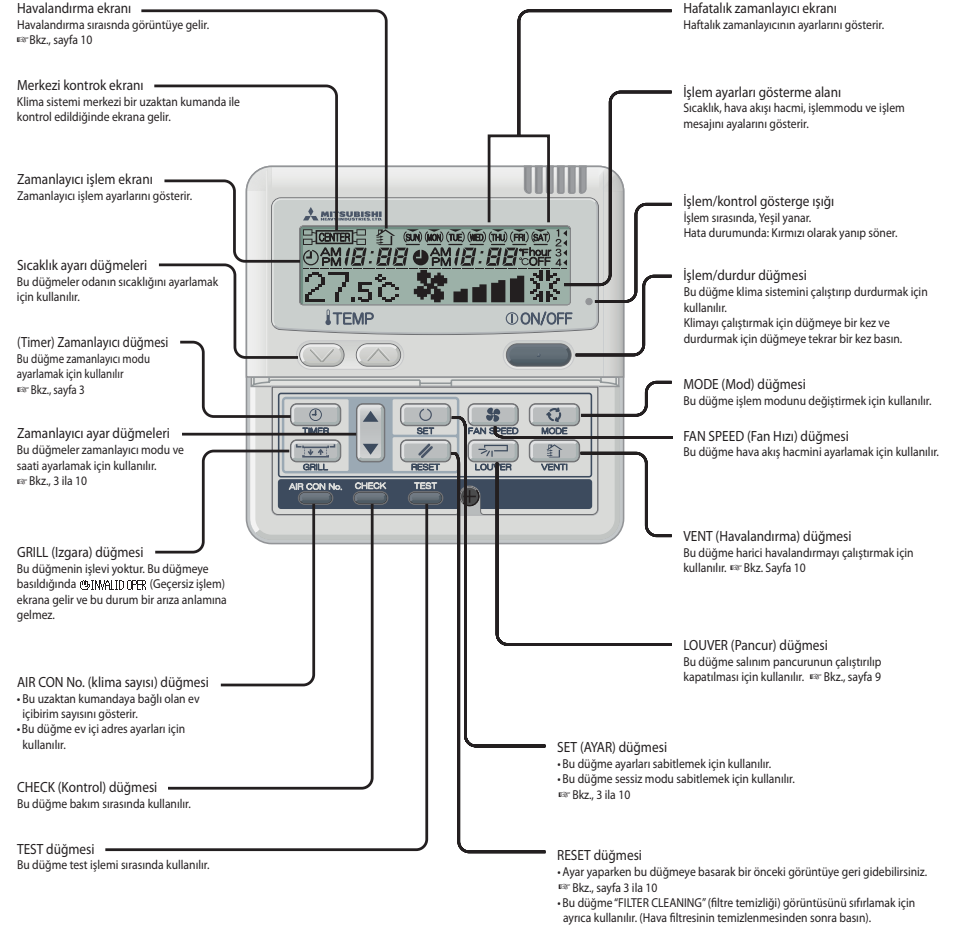 Havalandırma ekranı
Havalandırma sıraısnda görüntüye gelir.
☞ Bkz., sayfa 10
Merkezi kontrok ekranı
Klima sistemi merkezi bir uzaktan kumanda ile
kontrol edildiğinde ekrana gelir.
Zamanlayıcı işlem ekranı
Zamanlayıcı işlem ayarlarını gösterir.
Sıcaklık ayarı düğmeleri
Bu düğmeler odanın sıcaklığını ayarlamak
için kullanılır.
(Timer) Zamanlayıcı düğmesi
Bu düğme zamanlayıcı modu
ayarlamak için kullanılır
☞ Bkz., sayfa 3
Zamanlayıcı ayar düğmeleri
Bu düğmeler zamanlayıcı modu ve
saati ayarlamak için kullanılır.
☞ Bkz., 3 ila 10
GRILL (Izgara) düğmesi
Bu düğmenin işlevi yoktur. Bu düğmeye
basıldığında INVALID OPER (Geçersiz işlem)
ekrana gelir ve bu durum bir arıza anlamına
gelmez.
AIR CON No. (klima sayısı) düğmesi
• Bu uzaktan kumandaya bağlı olan ev
içibirim sayısını gösterir.
• Bu düğme ev içi adres ayarları için
kullanılır.
CHECK (Kontrol) düğmesi
Bu düğme bakım sırasında kullanılır.
TEST düğmesi
Bu düğme test işlemi sırasında kullanılır.
MITSUBISHI
HEAVY INDUSTRIES, LTD.
CENTER
SUN MON TUE WED THU FRI SAT
1
2
3
4
AM
PM
18:88
AM
PM
18:88
°F hour
°C OFF
27.5°C
TEMP
ON/OFF
TIMER
SET
FAN SPEED
MODE
GRILL
RESET
LOUVER
VENTI
AIR CON No.
CHECK
TEST
Hafatalık zamanlayıcı ekranı
Haftalık zamanlayıcının ayarlarını gösterir.
İşlem ayarları gösterme alanı
Sıcaklık, hava akışı hacmi, işlemmodu ve işlem
mesajını ayalarını gösterir.
İşlem/kontrol gösterge ışığı
İşlem sırasında, Yeşil yanar.
Hata durumunda: Kırmızı olarak yanıp söner.
İşlem/durdur düğmesi
Bu düğme klima sistemini çalıştırıp durdurmak için
kullanılır.
Klimayı çalıştırmak için düğmeye bir kez ve
durdurmak için düğmeye tekrar bir kez basın.
MODE (Mod) düğmesi
Bu düğme işlem modunu değiştirmek için kullanılır.
FAN SPEED (Fan Hızı) düğmesi
Bu düğme hava akış hacmini ayarlamak için kullanılır.
VENT (Havalandırma) düğmesi
Bu düğme harici havalandırmayı çalıştırmak için
kullanılır. ☞ Bkz. Sayfa 10
LOUVER (Pancur) düğmesi
Bu düğme salınım pancurunun çalıştırılıp
kapatılması için kullanılır. ☞ Bkz., sayfa 9
SET (AYAR) düğmesi
• Bu düğme ayarları sabitlemek için kullanılır.
• Bu düğme sessiz modu sabitlemek için kullanılır.
☞ Bkz., 3 ila 10
RESET düğmesi
• Ayar yaparken bu düğmeye basarak bir önceki görüntüye geri gidebilirsiniz.
☞ Bkz., sayfa 3 ila 10
• Bu düğme “FILTER CLEANING” (filtre temizliği) görüntüsünü sıfırlamak için
ayrıca kullanılır. (Hava filtresinin temizlenmesinden sonra basın).